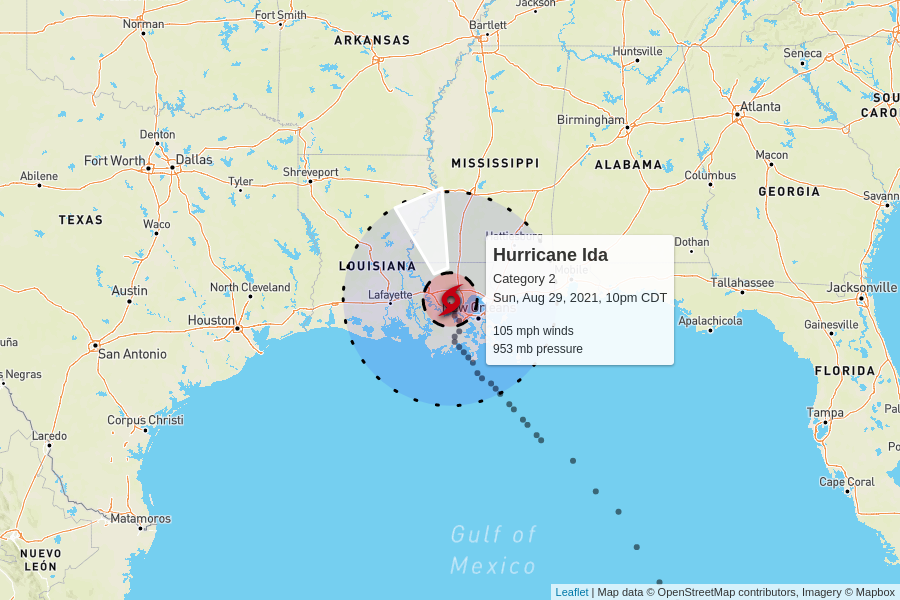 Jackson
Fort Smith
Norman
Bartlett
ARKANSAS
Huntsville
Seneca
SOU
CARO
Atlanta
Birmingham
Denton
Fort Worth
Dallas
MISSISSIPPI
ALABAMA
Macon
Abilene
Tyler
Shreveport
Columbus
GEORGIA
Savann
TEXAS
Waco
Hattiesburg
Dothan
Hurricane Ida
Category 2
Sun, Aug 29, 2021, 10pm CDT
105 mph winds
953 mb pressure
LOUISIANA
Mobile
Tallahassee
Jacksonville
Austin
North Cleveland
Lafayette
New Orleans
Houston
Apalachicola
Gainesville
uña
San Antonio
s Negras
FLORIDA
Corpus Christi
Tampa
Pal
Laredo
Po
Cape Coral
Matamoros
Gulf of
Mexico
NUEVO
LEÓN
Leaflet | Map data © OpenStreetMap contributors, Imagery © Mapbox